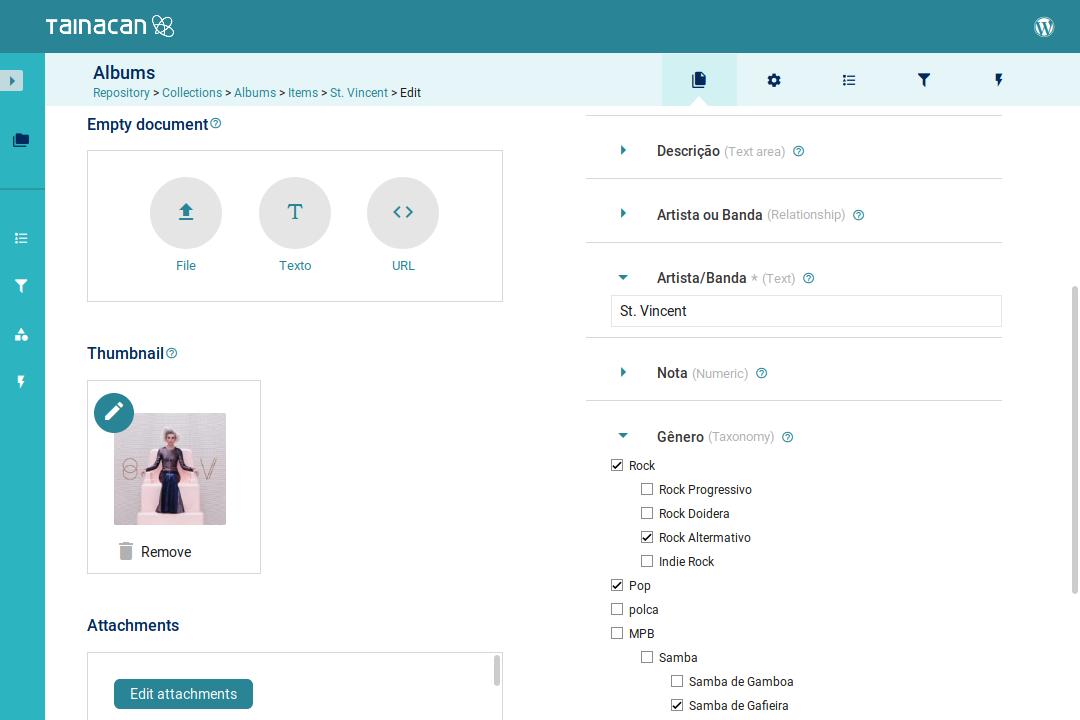 TAINACAN
Albums
Repository > Collections > Albums > Items > St. Vincent > Edit
Empty document
File
Texto
URL
Thumbnail
Remove
Attachments
Edit attachments
Descrição (Text area)
Artista ou Banda (Relationship)
Artista/Banda * (Text)
St. Vincent
Nota (Numeric)
Gênero (Taxonomy)
Rock
Rock Progressivo
Rock Doidera
Rock Altermativo
Indie Rock
Pop
polca
MPB
Samba
Samba de Gamboa
Samba de Gafieira